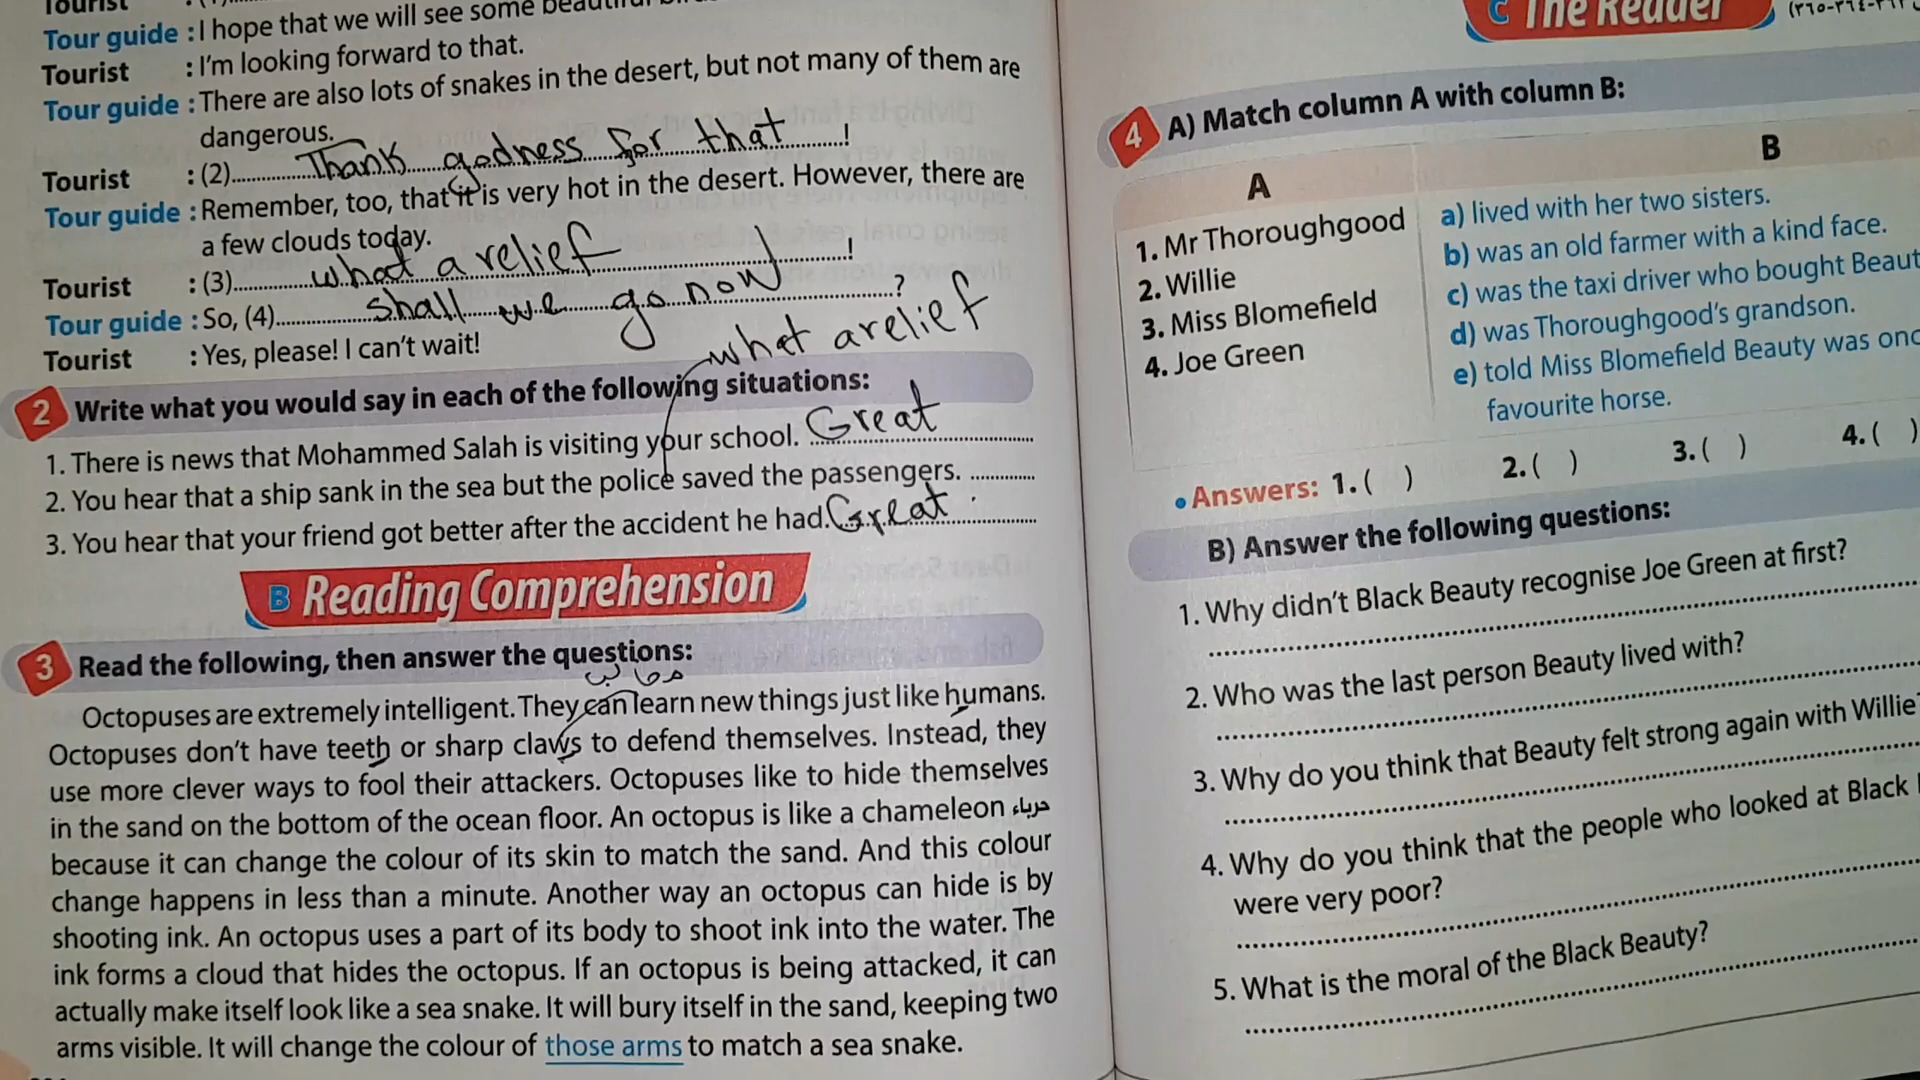 Tourist : (1)
Tour guide : I hope that we will see some beautiful
Tourist : I'm looking forward to that.
Tour guide : There are also lots of snakes in the desert, but not many of them are
dangerous.
Tourist : (2) Thank godness for that !
Tour guide : Remember, too, that it is very hot in the desert. However, there are
a few clouds today.
Tourist : (3) what a relief !
Tour guide : So, (4) shall we go now ?
Tourist : Yes, please! I can't wait!
what a relief
2 Write what you would say in each of the following situations:
1. There is news that Mohammed Salah is visiting your school. Great
2. You hear that a ship sank in the sea but the police saved the passengers.
3. You hear that your friend got better after the accident he had. Great
B Reading Comprehension
3 Read the following, then answer the questions:
Octopuses are extremely intelligent. They can learn new things just like humans.
Octopuses don't have teeth or sharp claws to defend themselves. Instead, they
use more clever ways to fool their attackers. Octopuses like to hide themselves
in the sand on the bottom of the ocean floor. An octopus is like a chameleon حرباء
because it can change the colour of its skin to match the sand. And this colour
change happens in less than a minute. Another way an octopus can hide is by
shooting ink. An octopus uses a part of its body to shoot ink into the water. The
ink forms a cloud that hides the octopus. If an octopus is being attacked, it can
actually make itself look like a sea snake. It will bury itself in the sand, keeping two
arms visible. It will change the colour of those arms to match a sea snake.
C The Reader
4 A) Match column A with column B:
A B
1. Mr Thoroughgood
2. Willie
3. Miss Blomefield
4. Joe Green
a) lived with her two sisters.
b) was an old farmer with a kind face.
c) was the taxi driver who bought Beaut
d) was Thoroughgood's grandson.
e) told Miss Blomefield Beauty was onc
favourite horse.
• Answers: 1. ( ) 2. ( ) 3. ( ) 4. ( )
B) Answer the following questions:
1. Why didn't Black Beauty recognise Joe Green at first?
2. Who was the last person Beauty lived with?
3. Why do you think that Beauty felt strong again with Willie
4. Why do you think that the people who looked at Black
were very poor?
5. What is the moral of the Black Beauty?